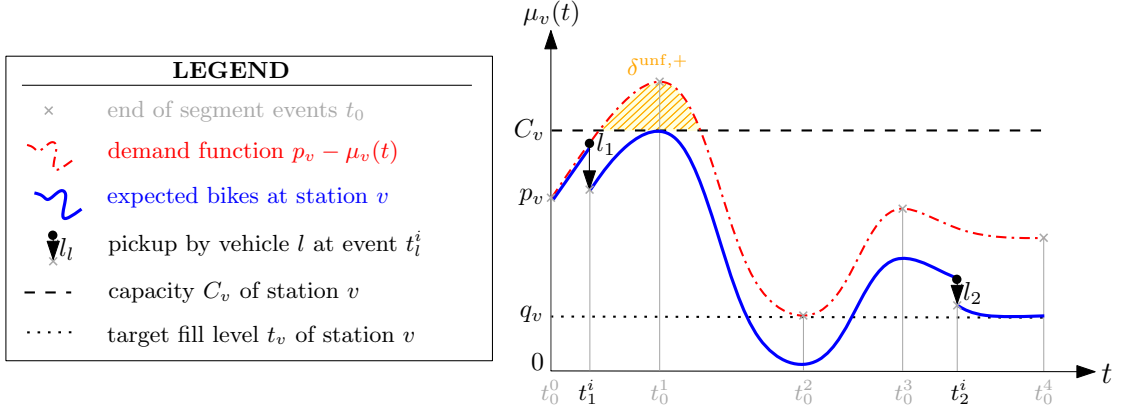 LEGEND
end of segment events t_0
demand function p_v − μ_v(t)
expected bikes at station v
l_l pickup by vehicle l at event t_l^i
capacity C_v of station v
target fill level t_v of station v
μ_v(t)
δ^{unf,+}
C_v
l_1
p_v
l_2
q_v
0
t
t_0^0 t_1^i t_0^1 t_0^2 t_0^3 t_2^i t_0^4